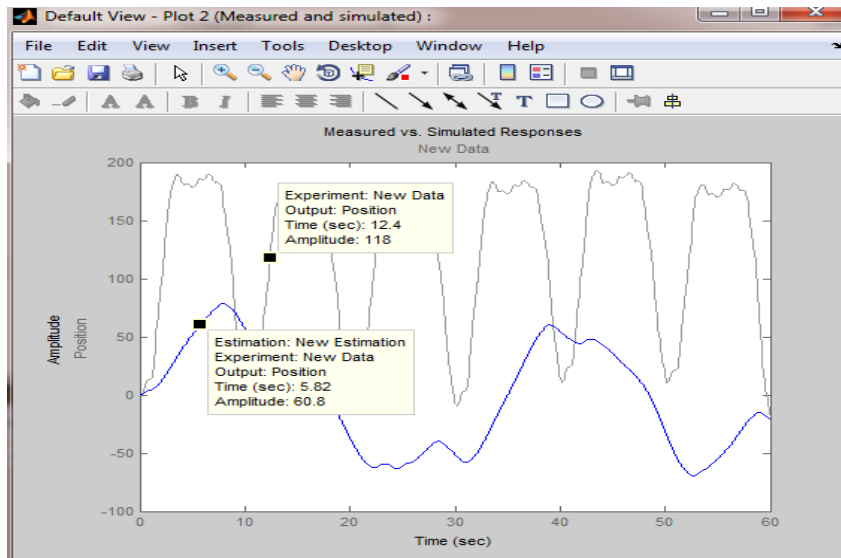 Default View - Plot 2 (Measured and simulated) :
File Edit View Insert Tools Desktop Window Help
A A B I T T
Measured vs. Simulated Responses
New Data
200
150
100
50
0
-50
-100
Amplitude
Position
Experiment: New Data
Output: Position
Time (sec): 12.4
Amplitude: 118
Estimation: New Estimation
Experiment: New Data
Output: Position
Time (sec): 5.82
Amplitude: 60.8
0 10 20 30 40 50 60
Time (sec)